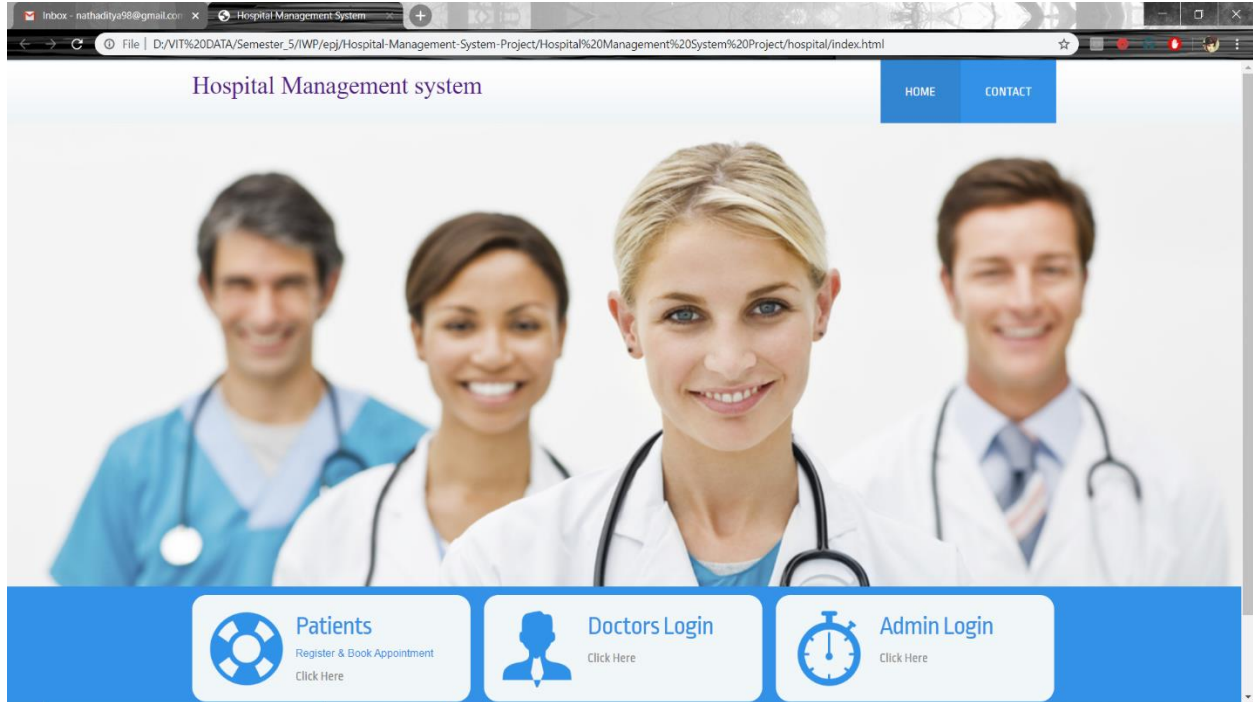 Inbox - nathaditya98@gmail.con
Hospital Management System
File | D:/VIT%20DATA/Semester_5/IWP/epj/Hospital-Management-System-Project/Hospital%20Management%20System%20Project/hospital/index.html
Hospital Management system
HOME CONTACT
Patients
Register & Book Appointment
Click Here
Doctors Login
Click Here
Admin Login
Click Here